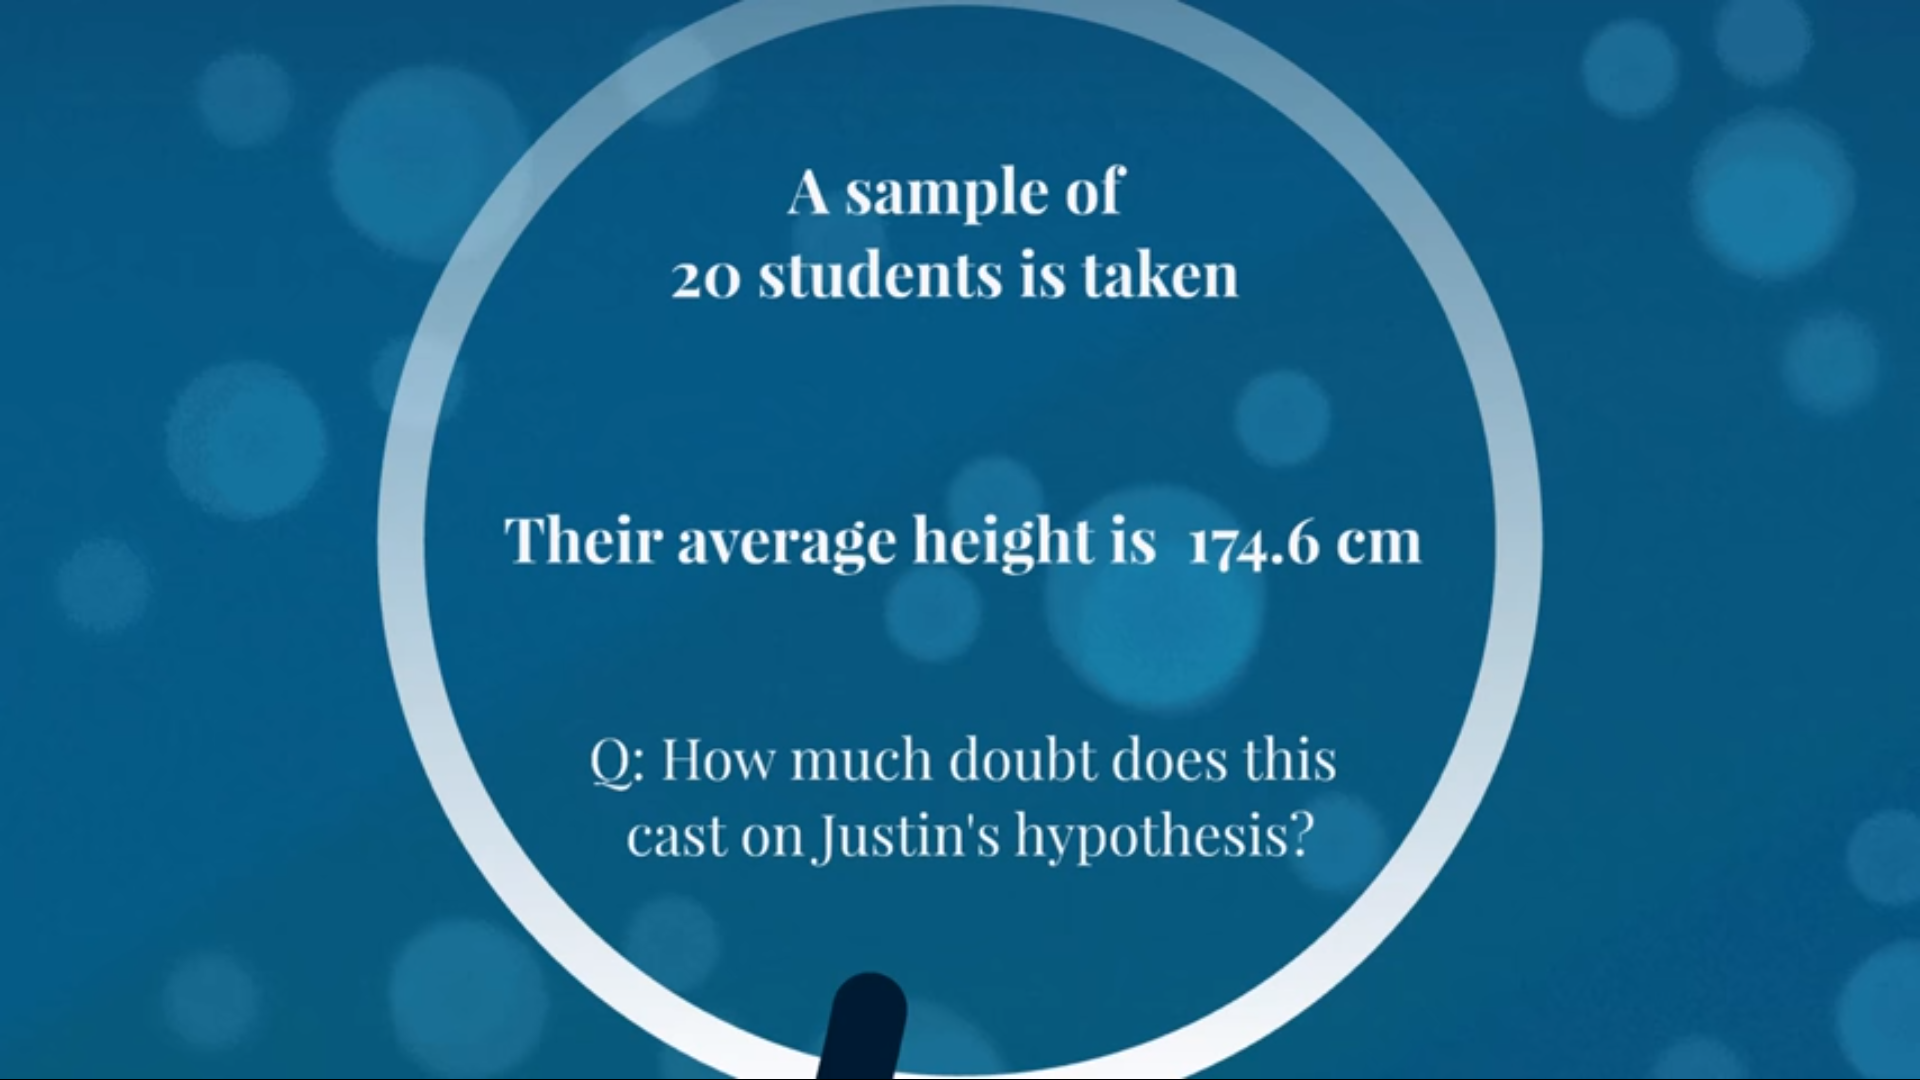 A sample of
20 students is taken
Their average height is 174.6 cm
Q: How much doubt does this
cast on Justin's hypothesis?